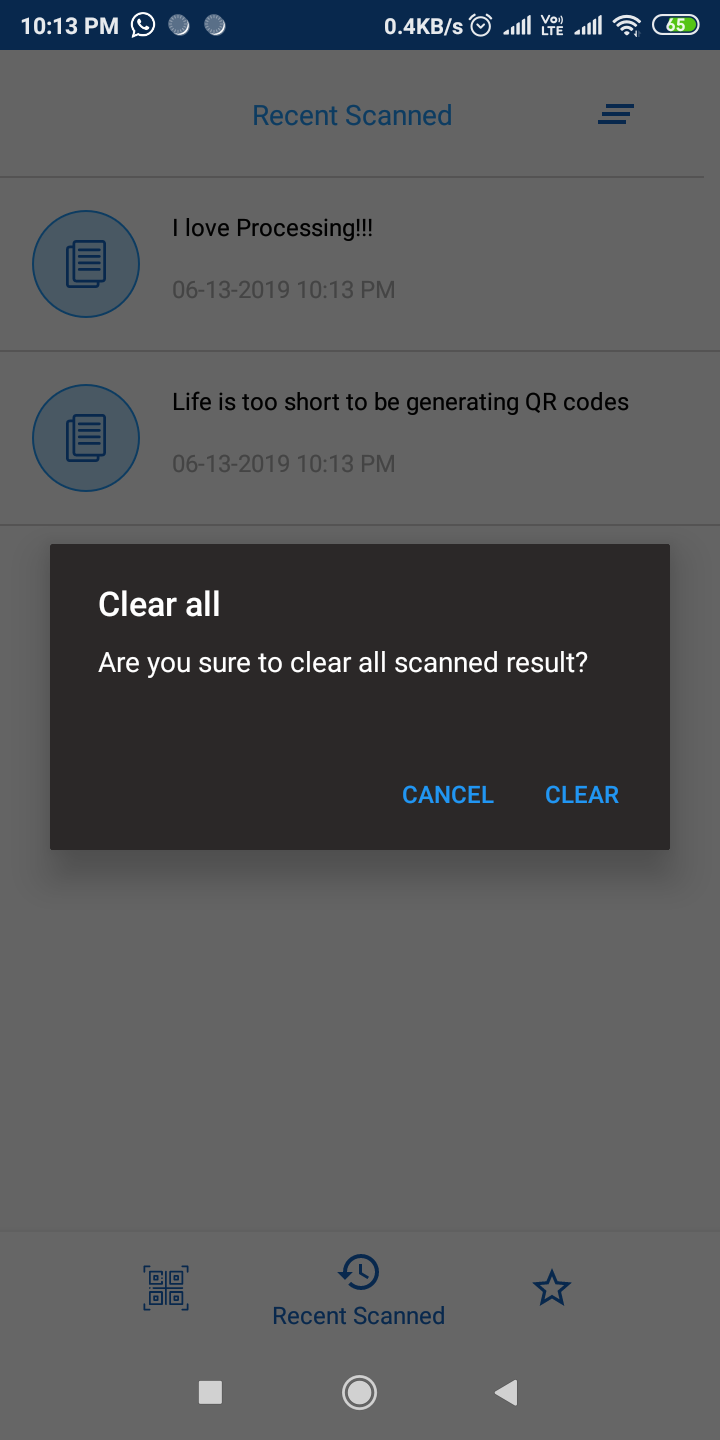 10:13 PM 0.4KB/s Vo) LTE 65
Recent Scanned
I love Processing!!!
06-13-2019 10:13 PM
Life is too short to be generating QR codes
06-13-2019 10:13 PM
Clear all
Are you sure to clear all scanned result?
CANCEL CLEAR
Recent Scanned